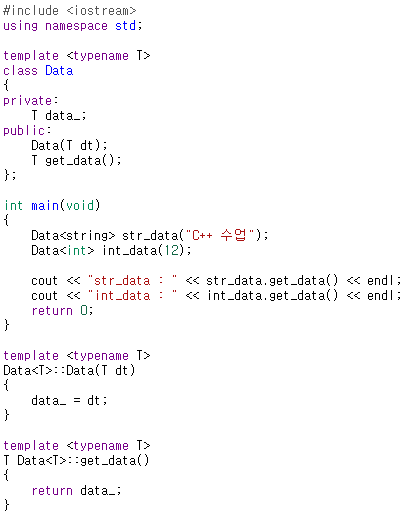 #include <iostream>
using namespace std;

template <typename T>
class Data
{
private:
    T data_;
public:
    Data(T dt);
    T get_data();
};

int main(void)
{
    Data<string> str_data("C++ 수업");
    Data<int> int_data(12);

    cout << "str_data : " << str_data.get_data() << endl;
    cout << "int_data : " << int_data.get_data() << endl;
    return 0;
}

template <typename T>
Data<T>::Data(T dt)
{
    data_ = dt;
}

template <typename T>
T Data<T>::get_data()
{
    return data_;
}